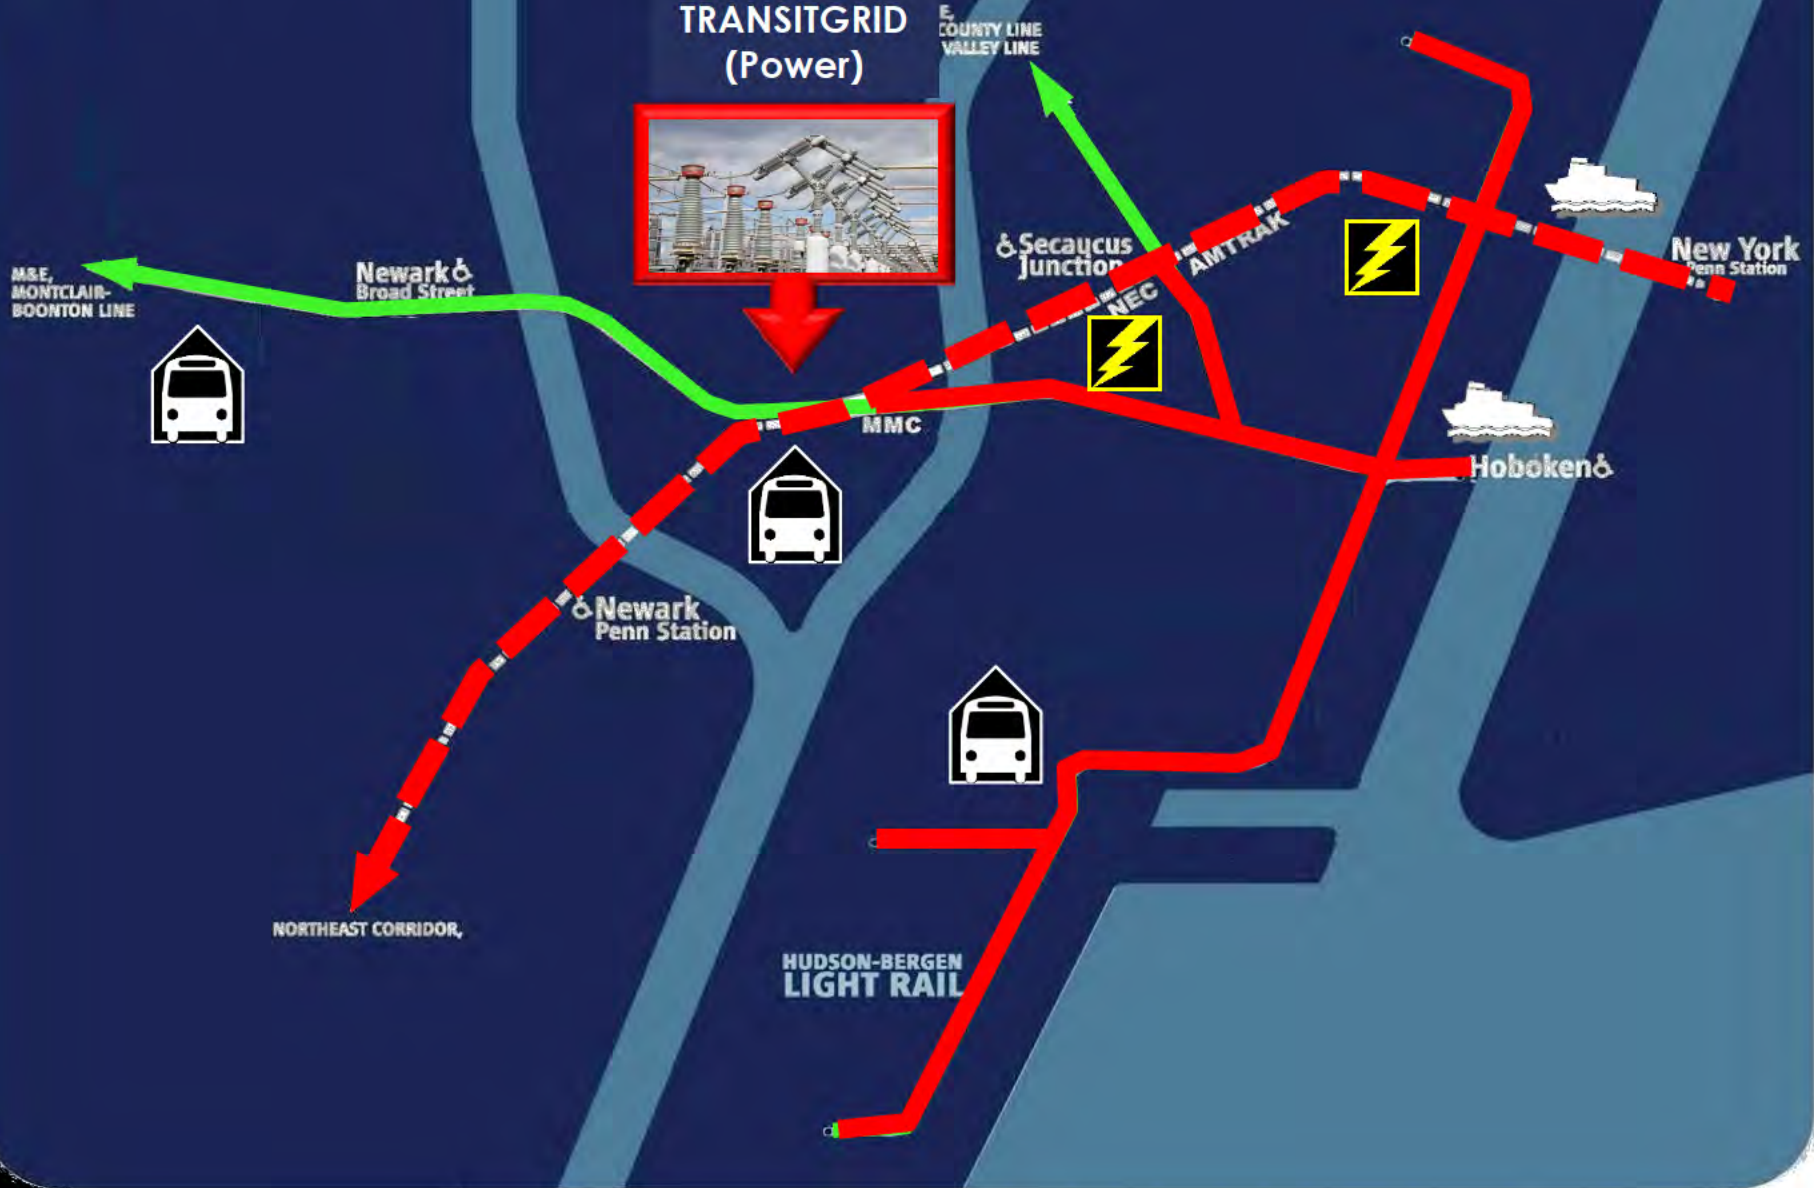 TRANSITGRID
(Power)
E,
COUNTY LINE
VALLEY LINE
M&E,
MONTCLAIR-
BOONTON LINE
Newark
Broad Street
Secaucus
Junction
AMTRAK
NEC
New York
Penn Station
MMC
Hoboken
Newark
Penn Station
NORTHEAST CORRIDOR,
HUDSON-BERGEN
LIGHT RAIL